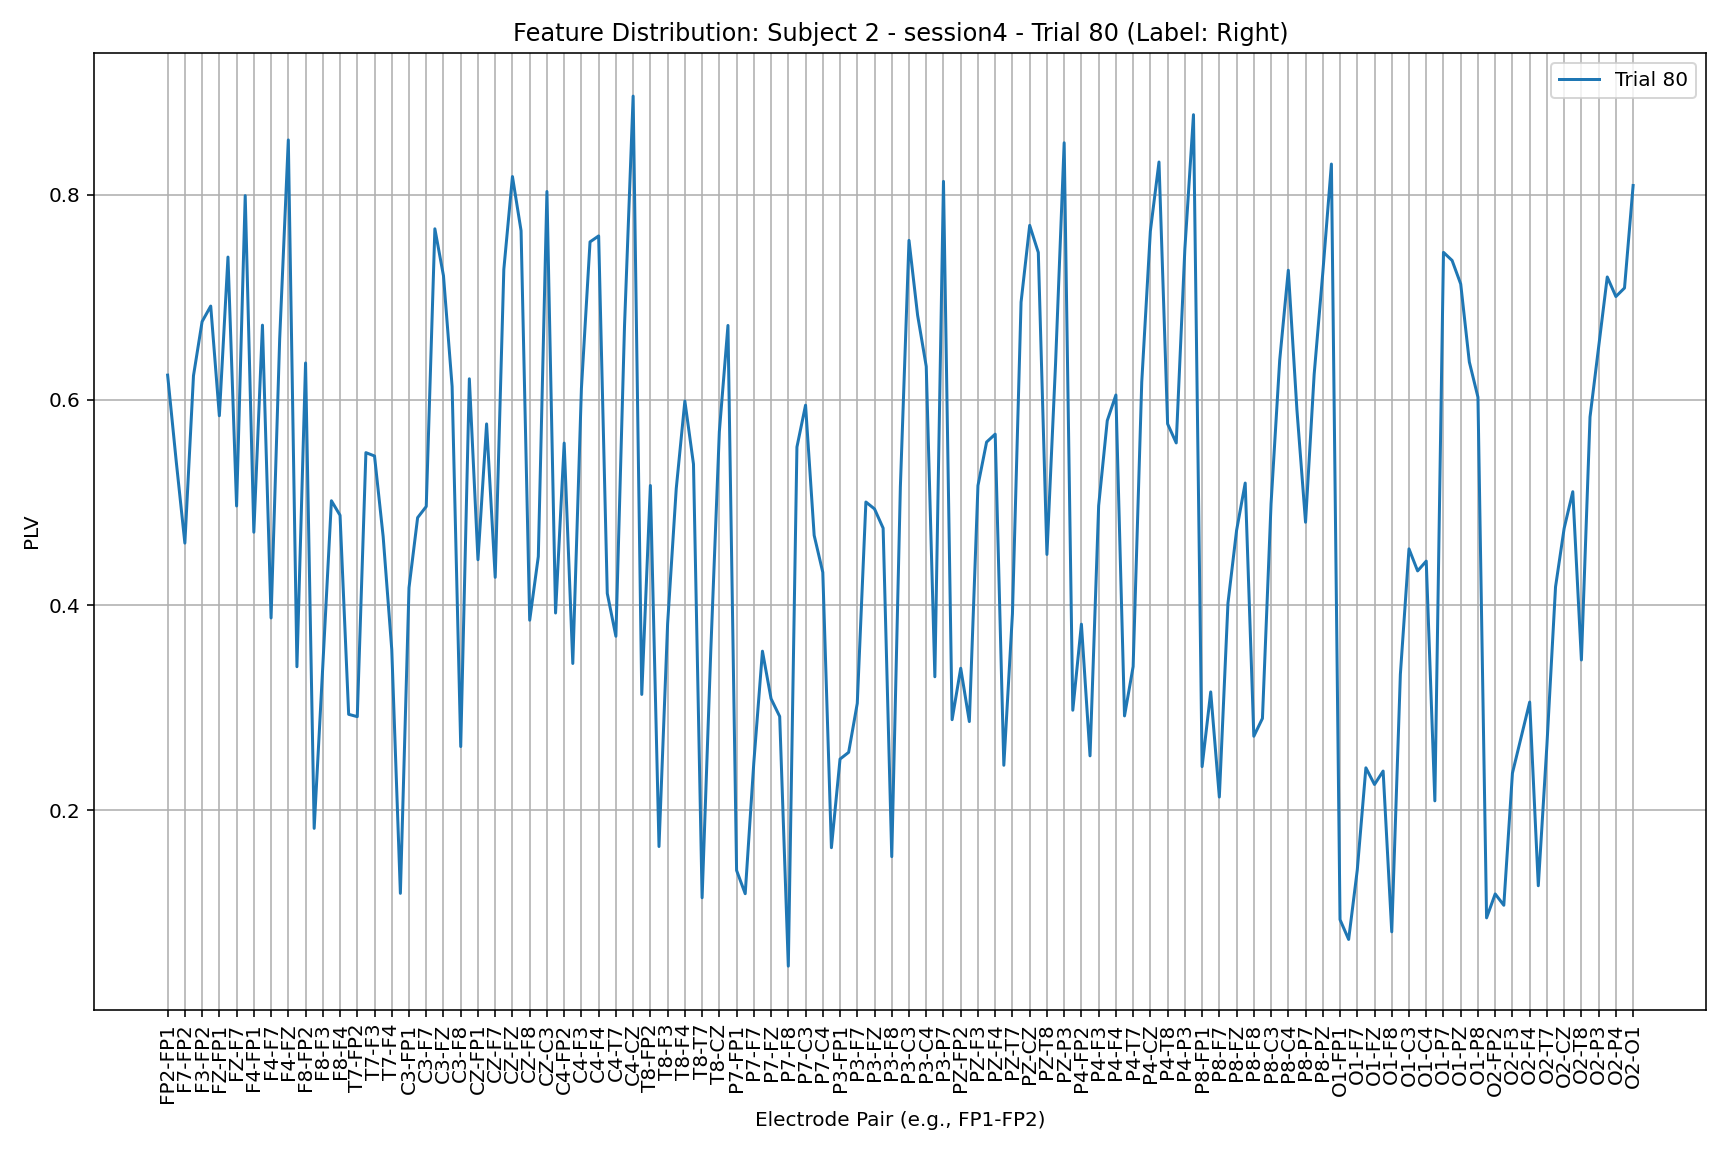 Feature Distribution: Subject 2 - session4 - Trial 80 (Label: Right)
Trial 80
PLV
0.8
0.6
0.4
0.2
FP2-FP1
F7-FP2
F3-FP2
FZ-FP1
FZ-F7
F4-FP1
F4-F7
F4-FZ
F8-FP2
F8-F3
F8-F4
T7-FP2
T7-F3
T7-F4
C3-FP1
C3-F7
C3-FZ
C3-F8
CZ-FP1
CZ-F7
CZ-FZ
CZ-F8
CZ-C3
C4-FP2
C4-F3
C4-F4
C4-T7
C4-CZ
T8-FP2
T8-F3
T8-F4
T8-T7
T8-CZ
P7-FP1
P7-F7
P7-FZ
P7-F8
P7-C3
P7-C4
P3-FP1
P3-F7
P3-FZ
P3-F8
P3-C3
P3-C4
P3-P7
PZ-FP2
PZ-F3
PZ-F4
PZ-T7
PZ-CZ
PZ-T8
PZ-P3
P4-FP2
P4-F3
P4-F4
P4-T7
P4-CZ
P4-T8
P4-P3
P8-FP1
P8-F7
P8-FZ
P8-F8
P8-C3
P8-C4
P8-P7
P8-PZ
O1-FP1
O1-F7
O1-FZ
O1-F8
O1-C3
O1-C4
O1-P7
O1-PZ
O1-P8
O2-FP2
O2-F3
O2-F4
O2-T7
O2-CZ
O2-T8
O2-P3
O2-P4
O2-O1
Electrode Pair (e.g., FP1-FP2)